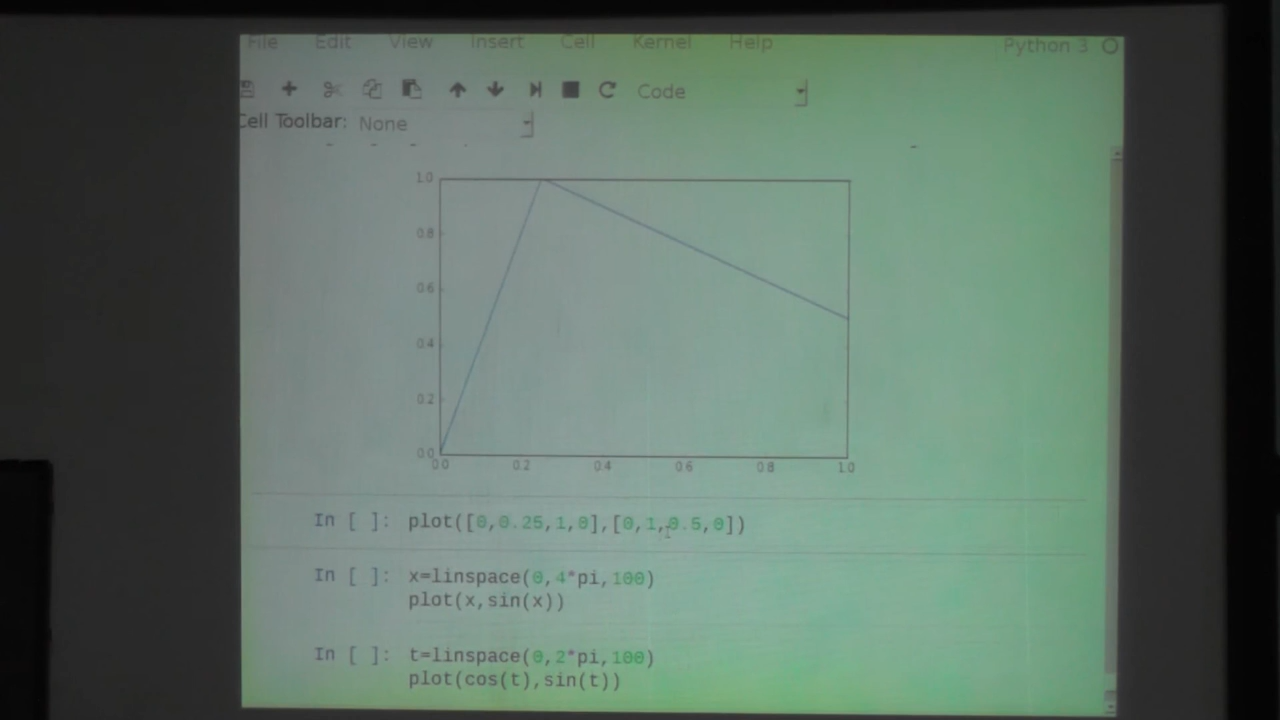 File Edit View Insert Cell Kernel Help Python 3
Code
Cell Toolbar: None
1.0
0.8
0.6
0.4
0.2
0.0
0.0 0.2 0.4 0.6 0.8 1.0
In [ ]: plot([0,0.25,1,0],[0,1,0.5,0])
In [ ]: x=linspace(0,4*pi,100)
plot(x,sin(x))
In [ ]: t=linspace(0,2*pi,100)
plot(cos(t),sin(t))